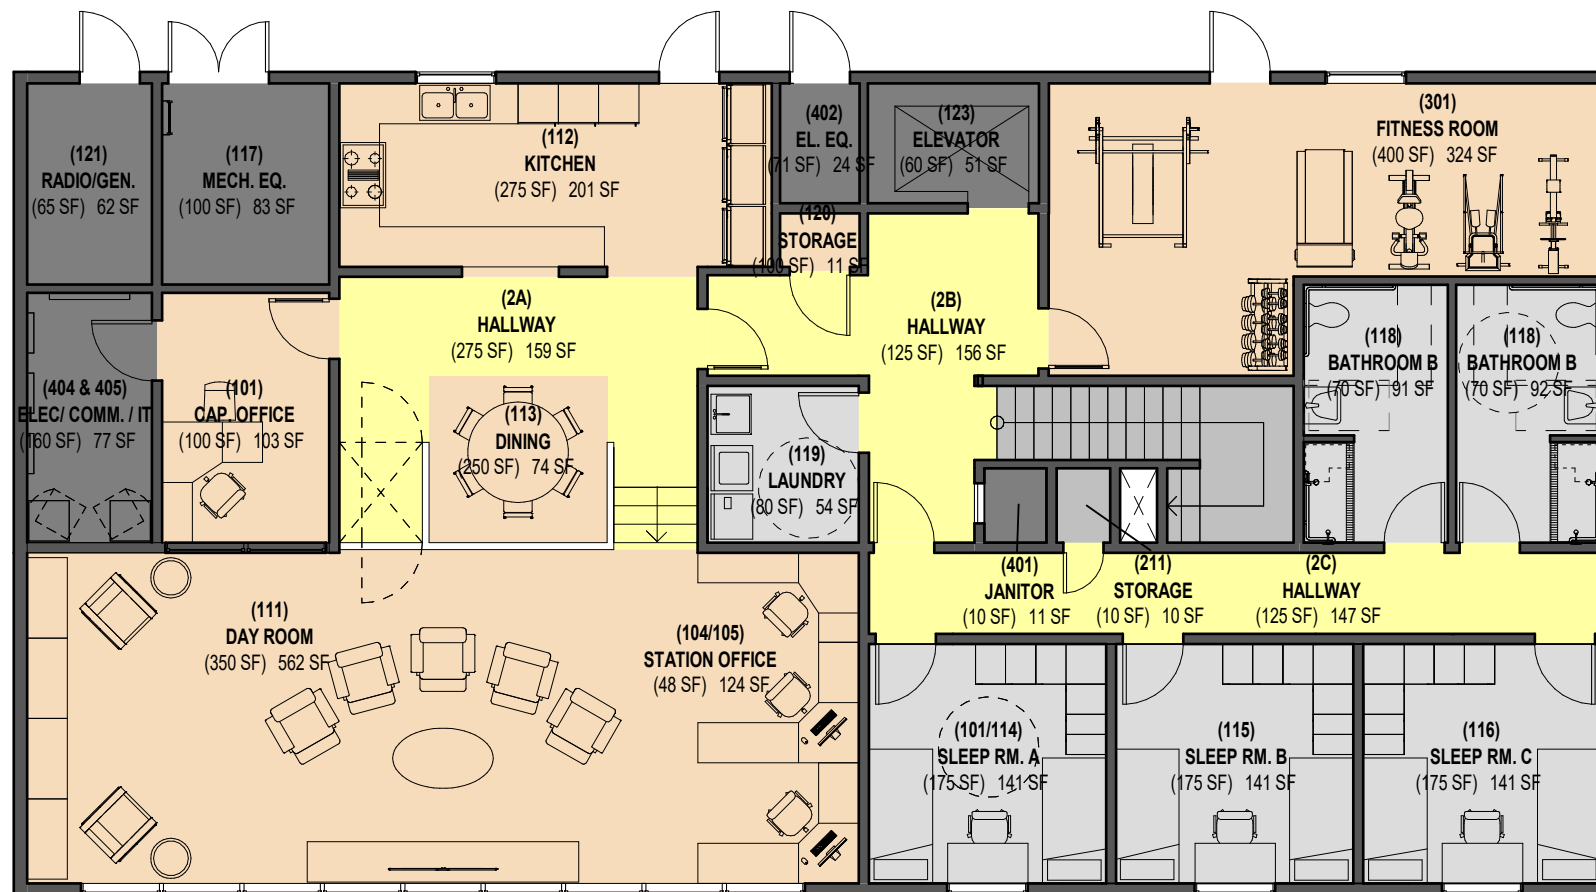 (121)
RADIO/GEN.
(65 SF) 62 SF
(117)
MECH. EQ.
(100 SF) 83 SF
(112)
KITCHEN
(275 SF) 201 SF
(402)
EL. EQ.
(71 SF) 24 SF
(123)
ELEVATOR
(60 SF) 51 SF
(301)
FITNESS ROOM
(400 SF) 324 SF
(120)
STORAGE
(100 SF) 11 SF
(2A)
HALLWAY
(275 SF) 159 SF
(2B)
HALLWAY
(125 SF) 156 SF
(118)
BATHROOM B
(70 SF) 91 SF
(118)
BATHROOM B
(70 SF) 92 SF
(404 & 405)
ELEC/ COMM. / IT
(160 SF) 77 SF
(101)
CAP. OFFICE
(100 SF) 103 SF
(113)
DINING
(250 SF) 74 SF
(119)
LAUNDRY
(80 SF) 54 SF
(401)
JANITOR
(10 SF) 11 SF
(211)
STORAGE
(10 SF) 10 SF
(2C)
HALLWAY
(125 SF) 147 SF
(111)
DAY ROOM
(350 SF) 562 SF
(104/105)
STATION OFFICE
(48 SF) 124 SF
(101/114)
SLEEP RM. A
(175 SF) 141 SF
(115)
SLEEP RM. B
(175 SF) 141 SF
(116)
SLEEP RM. C
(175 SF) 141 SF